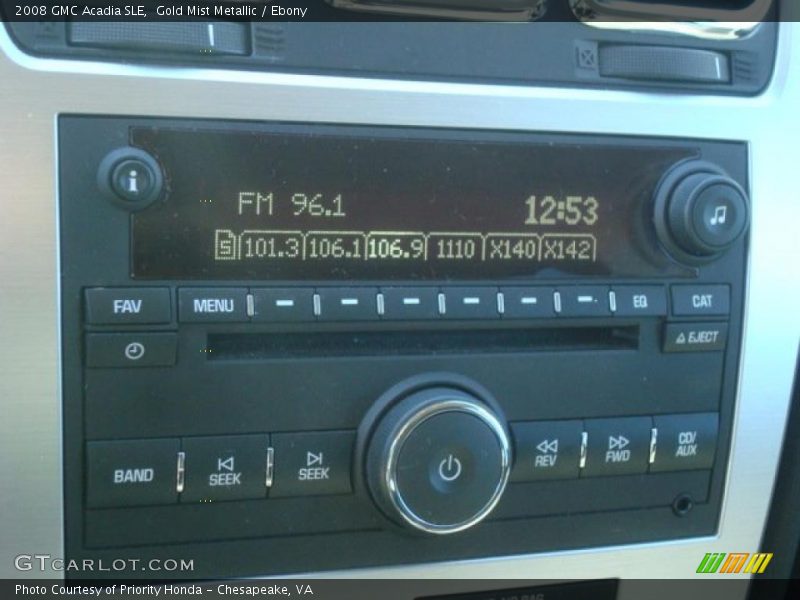 2008 GMC Acadia SLE,  Gold Mist Metallic / Ebony
i
FM 96.1 12:53
5 101.3 106.1 106.9 1110 X140 X142
FAV MENU EQ CAT
EJECT
BAND SEEK SEEK REV FWD CD/
AUX
GTCARLOT.COM
Photo Courtesy of Priority Honda - Chesapeake, VA